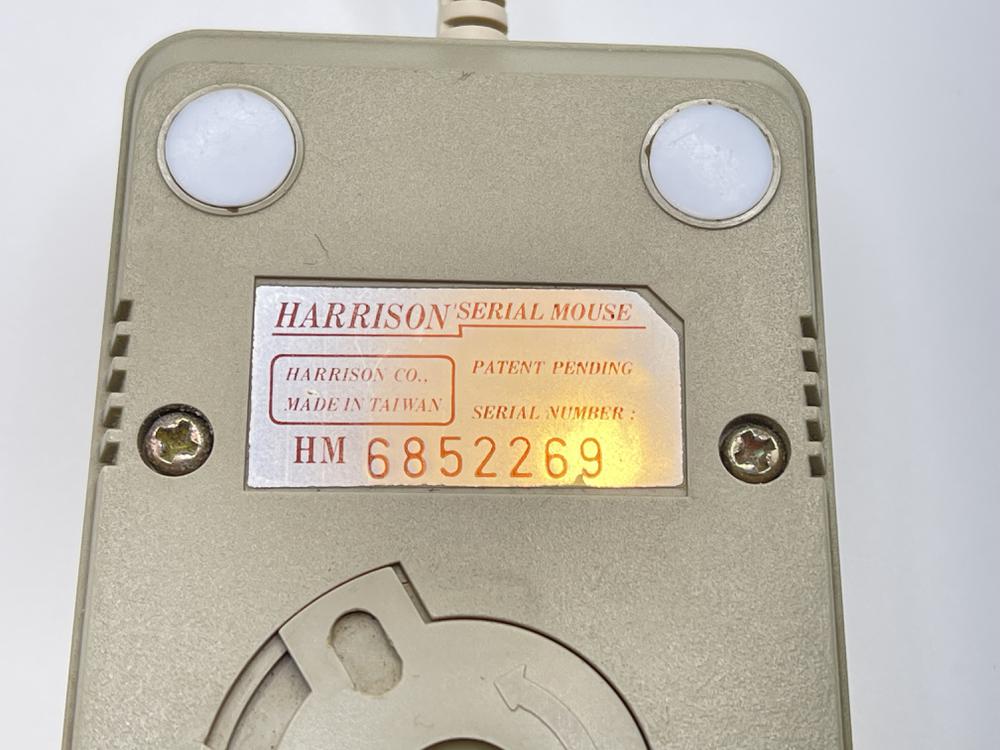 HARRISON SERIAL MOUSE
HARRISON CO.,
MADE IN TAIWAN
PATENT PENDING
SERIAL NUMBER :
HM 6852269